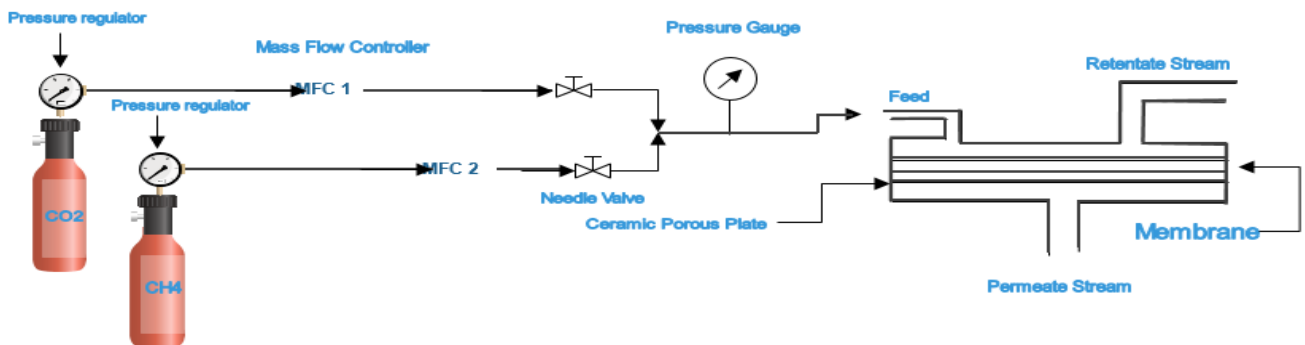 Pressure regulator
Mass Flow Controller
Pressure Gauge
Retentate Stream
MFC 1
Pressure regulator
Feed
MFC 2
Needle Valve
CO2
Ceramic Porous Plate
Membrane
CH4
Permeate Stream